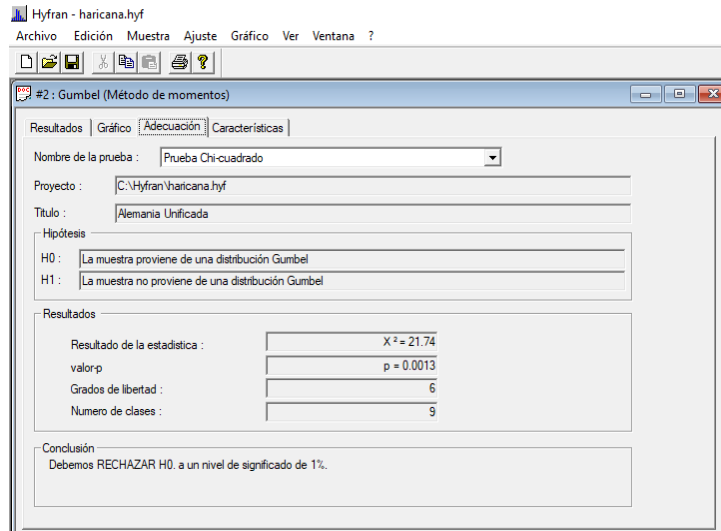 Hyfran - haricana.hyf
Archivo Edición Muestra Ajuste Gráfico Ver Ventana ?
#2 : Gumbel (Método de momentos)
Resultados Gráfico Adecuación Características
Nombre de la prueba : Prueba Chi-cuadrado
Proyecto : C:\Hyfran\haricana.hyf
Titulo : Alemania Unificada
Hipótesis
H0 : La muestra proviene de una distribución Gumbel
H1 : La muestra no proviene de una distribución Gumbel
Resultados
Resultado de la estadistica : X ² = 21.74
valor-p p = 0.0013
Grados de libertad : 6
Numero de clases : 9
Conclusión
Debemos RECHAZAR H0. a un nivel de significado de 1%.